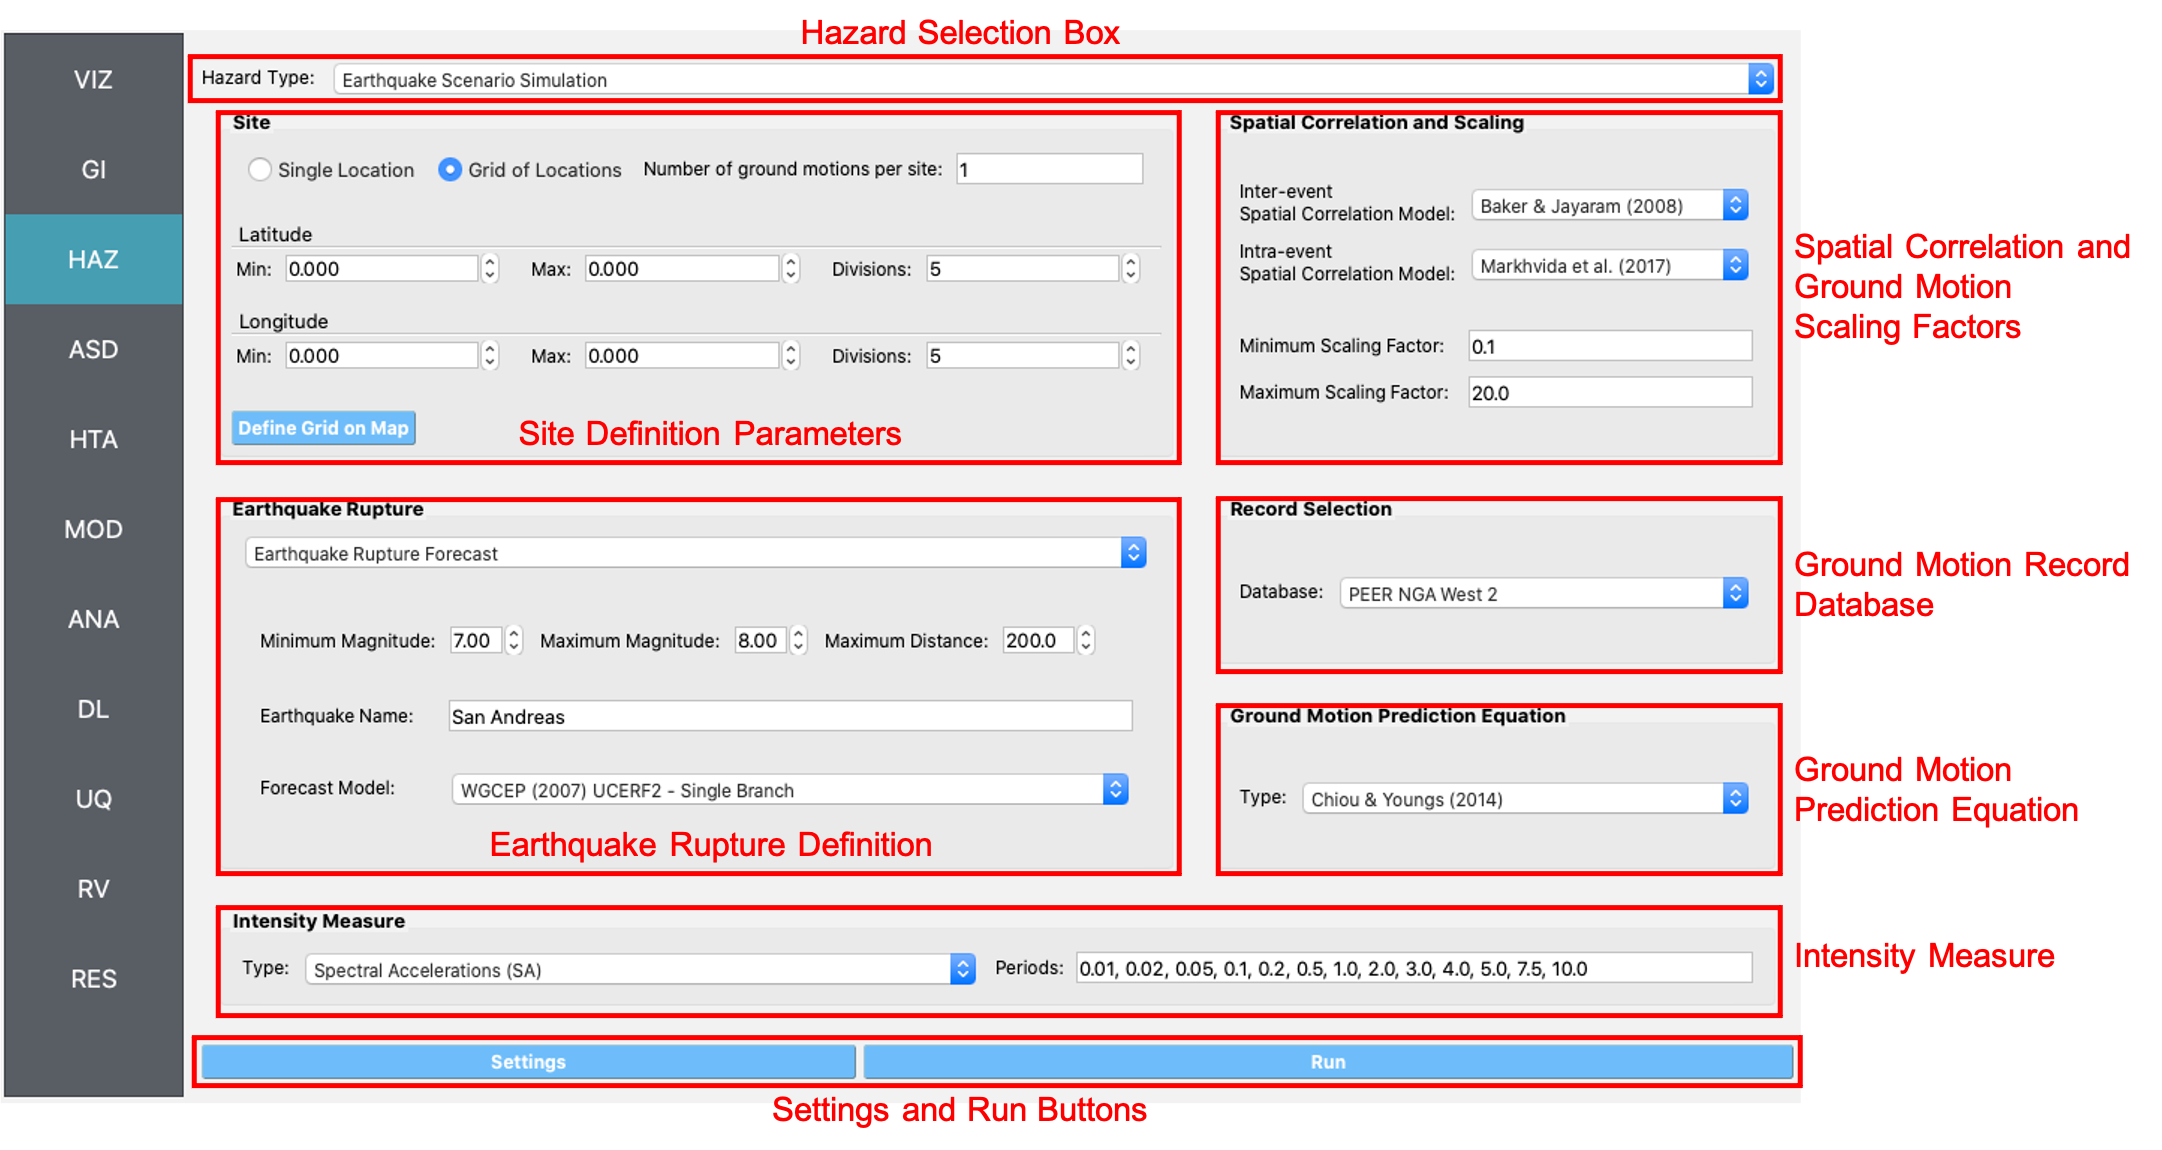 Hazard Selection Box
VIZ
GI
HAZ
ASD
HTA
MOD
ANA
DL
UQ
RV
RES
Hazard Type: Earthquake Scenario Simulation
Site
Single Location Grid of Locations Number of ground motions per site: 1
Latitude
Min: 0.000 Max: 0.000 Divisions: 5
Longitude
Min: 0.000 Max: 0.000 Divisions: 5
Define Grid on Map
Site Definition Parameters
Spatial Correlation and Scaling
Inter-event
Spatial Correlation Model: Baker & Jayaram (2008)
Intra-event
Spatial Correlation Model: Markhvida et al. (2017)
Minimum Scaling Factor: 0.1
Maximum Scaling Factor: 20.0
Spatial Correlation and
Ground Motion
Scaling Factors
Earthquake Rupture
Earthquake Rupture Forecast
Minimum Magnitude: 7.00 Maximum Magnitude: 8.00 Maximum Distance: 200.0
Earthquake Name: San Andreas
Forecast Model: WGCEP (2007) UCERF2 - Single Branch
Earthquake Rupture Definition
Record Selection
Database: PEER NGA West 2
Ground Motion Record
Database
Ground Motion Prediction Equation
Type: Chiou & Youngs (2014)
Ground Motion
Prediction Equation
Intensity Measure
Type: Spectral Accelerations (SA) Periods: 0.01, 0.02, 0.05, 0.1, 0.2, 0.5, 1.0, 2.0, 3.0, 4.0, 5.0, 7.5, 10.0
Intensity Measure
Settings Run
Settings and Run Buttons